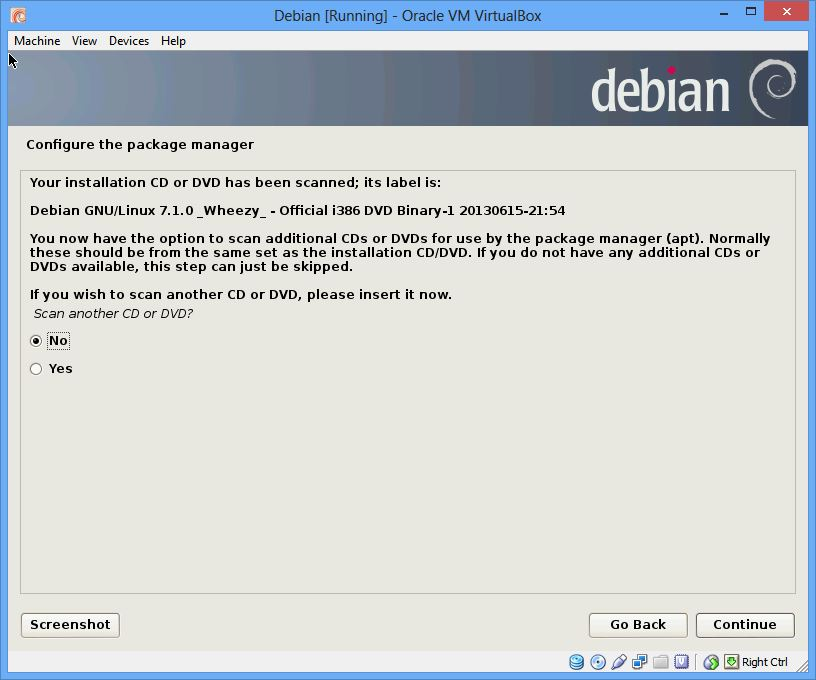 Debian [Running] - Oracle VM VirtualBox
Machine View Devices Help
debian
Configure the package manager
Your installation CD or DVD has been scanned; its label is:
Debian GNU/Linux 7.1.0 _Wheezy_ - Official i386 DVD Binary-1 20130615-21:54
You now have the option to scan additional CDs or DVDs for use by the package manager (apt). Normally
these should be from the same set as the installation CD/DVD. If you do not have any additional CDs or
DVDs available, this step can just be skipped.
If you wish to scan another CD or DVD, please insert it now.
Scan another CD or DVD?
No
Yes
Screenshot Go Back Continue
Right Ctrl